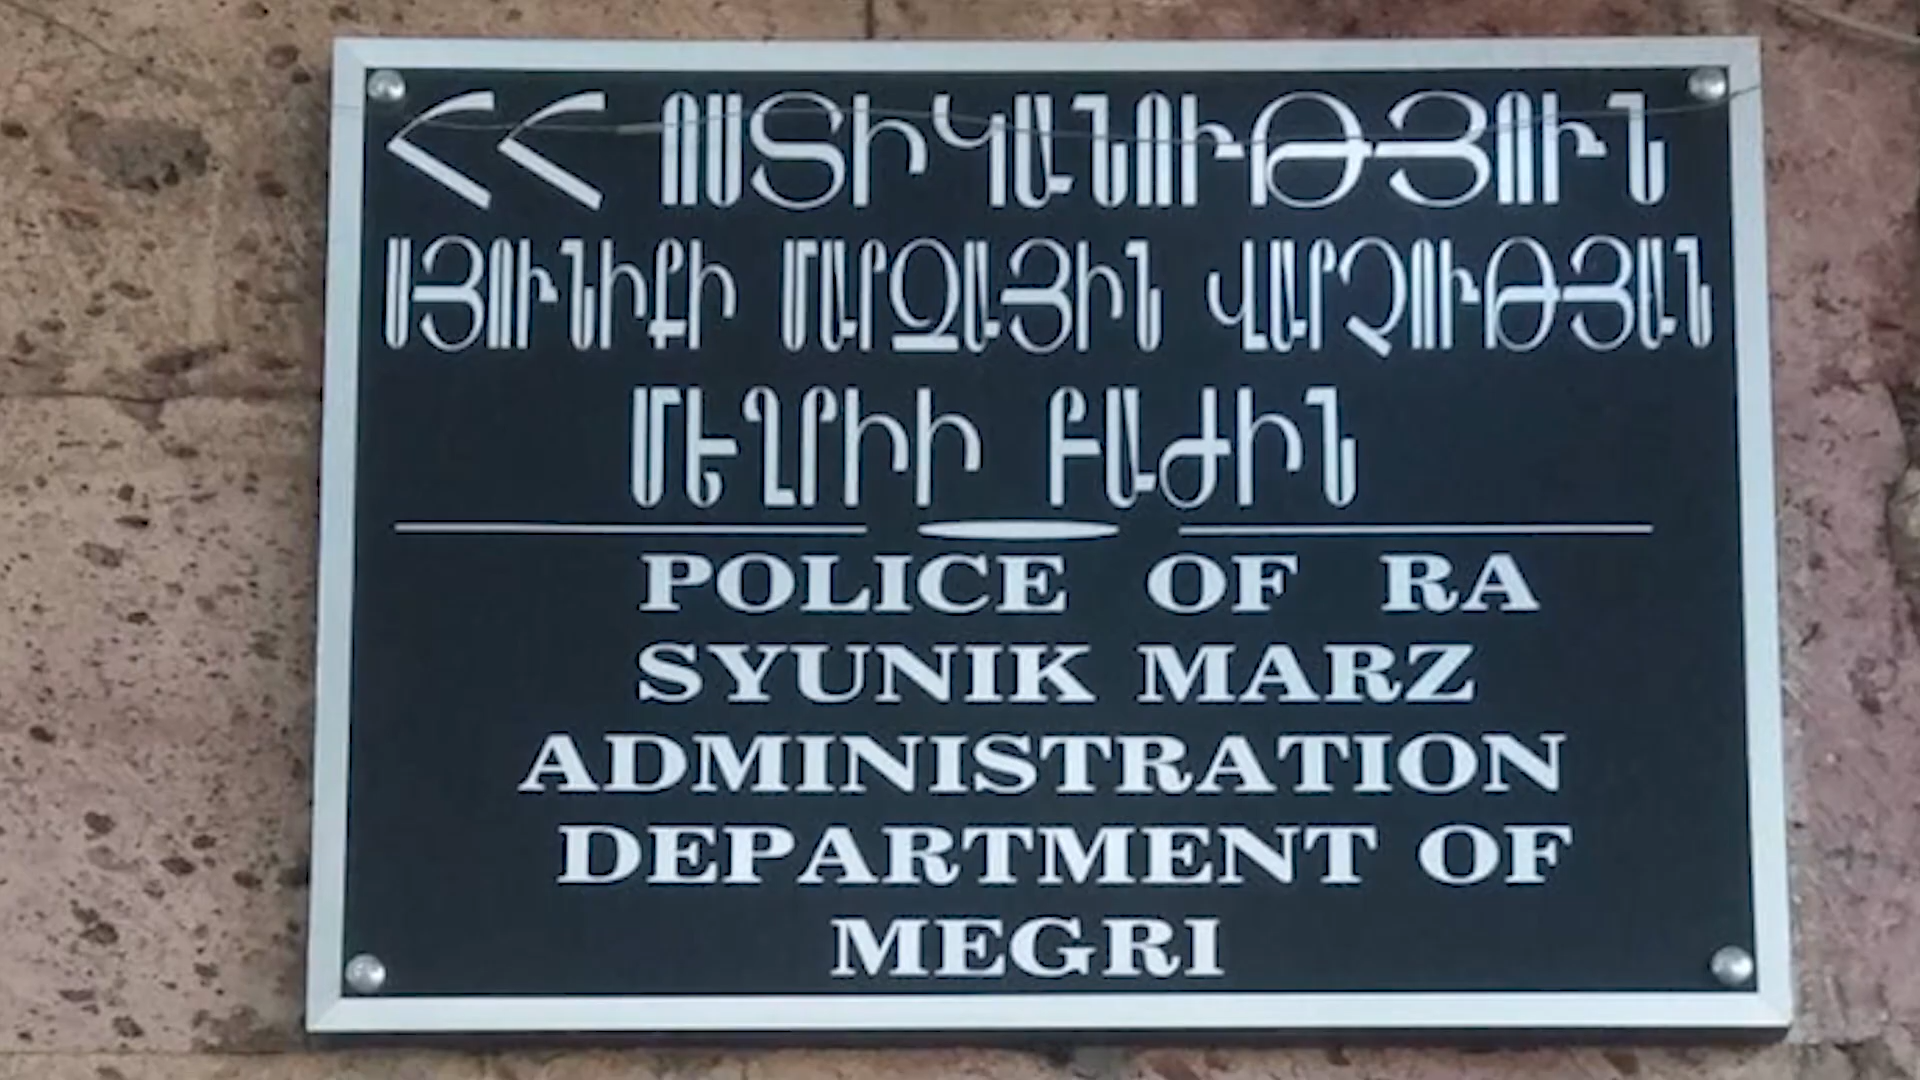 ՀՀ ՈՍՏԻԿԱՆՈՒԹՅՈՒՆ
ՍՅՈՒՆԻՔԻ ՄԱՐԶԱՅԻՆ ՎԱՐՉՈՒԹՅԱՆ
ՄԵՂՐԻԻ ԲԱԺԻՆ
POLICE OF RA
SYUNIK MARZ
ADMINISTRATION
DEPARTMENT OF
MEGRI